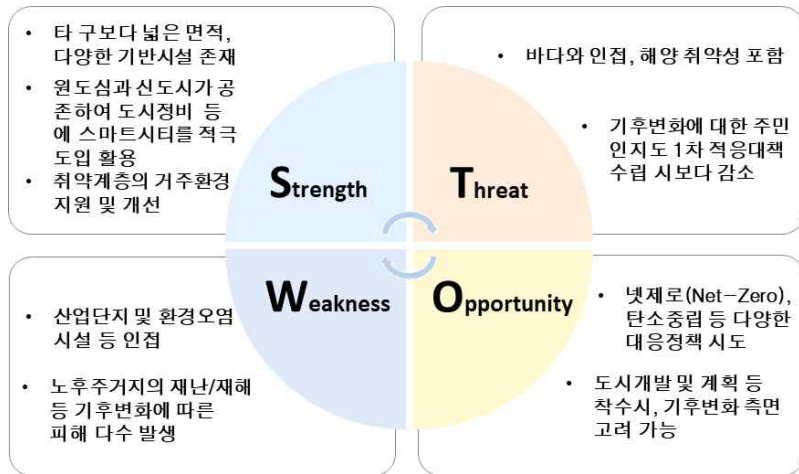 • 타 구보다 넓은 면적,
다양한 기반시설 존재
• 원도심과 신도시가 공
존하여 도시정비 등
에 스마트시티를 적극
도입 활용
• 취약계층의 거주환경
지원 및 개선
Strength
• 바다와 인접, 해양 취약성 포함
• 기후변화에 대한 주민
인지도 1차 적응대책
수립 시보다 감소
Threat
• 산업단지 및 환경오염
시설 등 인접
• 노후주거지의 재난/재해
등 기후변화에 따른
피해 다수 발생
Weakness
Opportunity
• 넷제로(Net-Zero),
탄소중립 등 다양한
대응정책 시도
• 도시개발 및 계획 등
착수시, 기후변화 측면
고려 가능